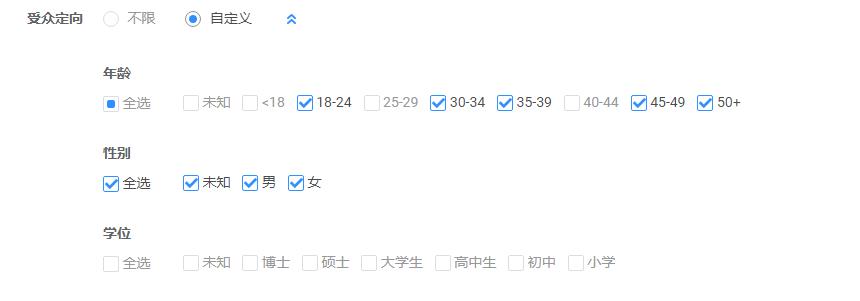 受众定向 不限 自定义
年龄
全选 未知 <18 18-24 25-29 30-34 35-39 40-44 45-49 50+
性别
全选 未知 男 女
学位
全选 未知 博士 硕士 大学生 高中生 初中 小学